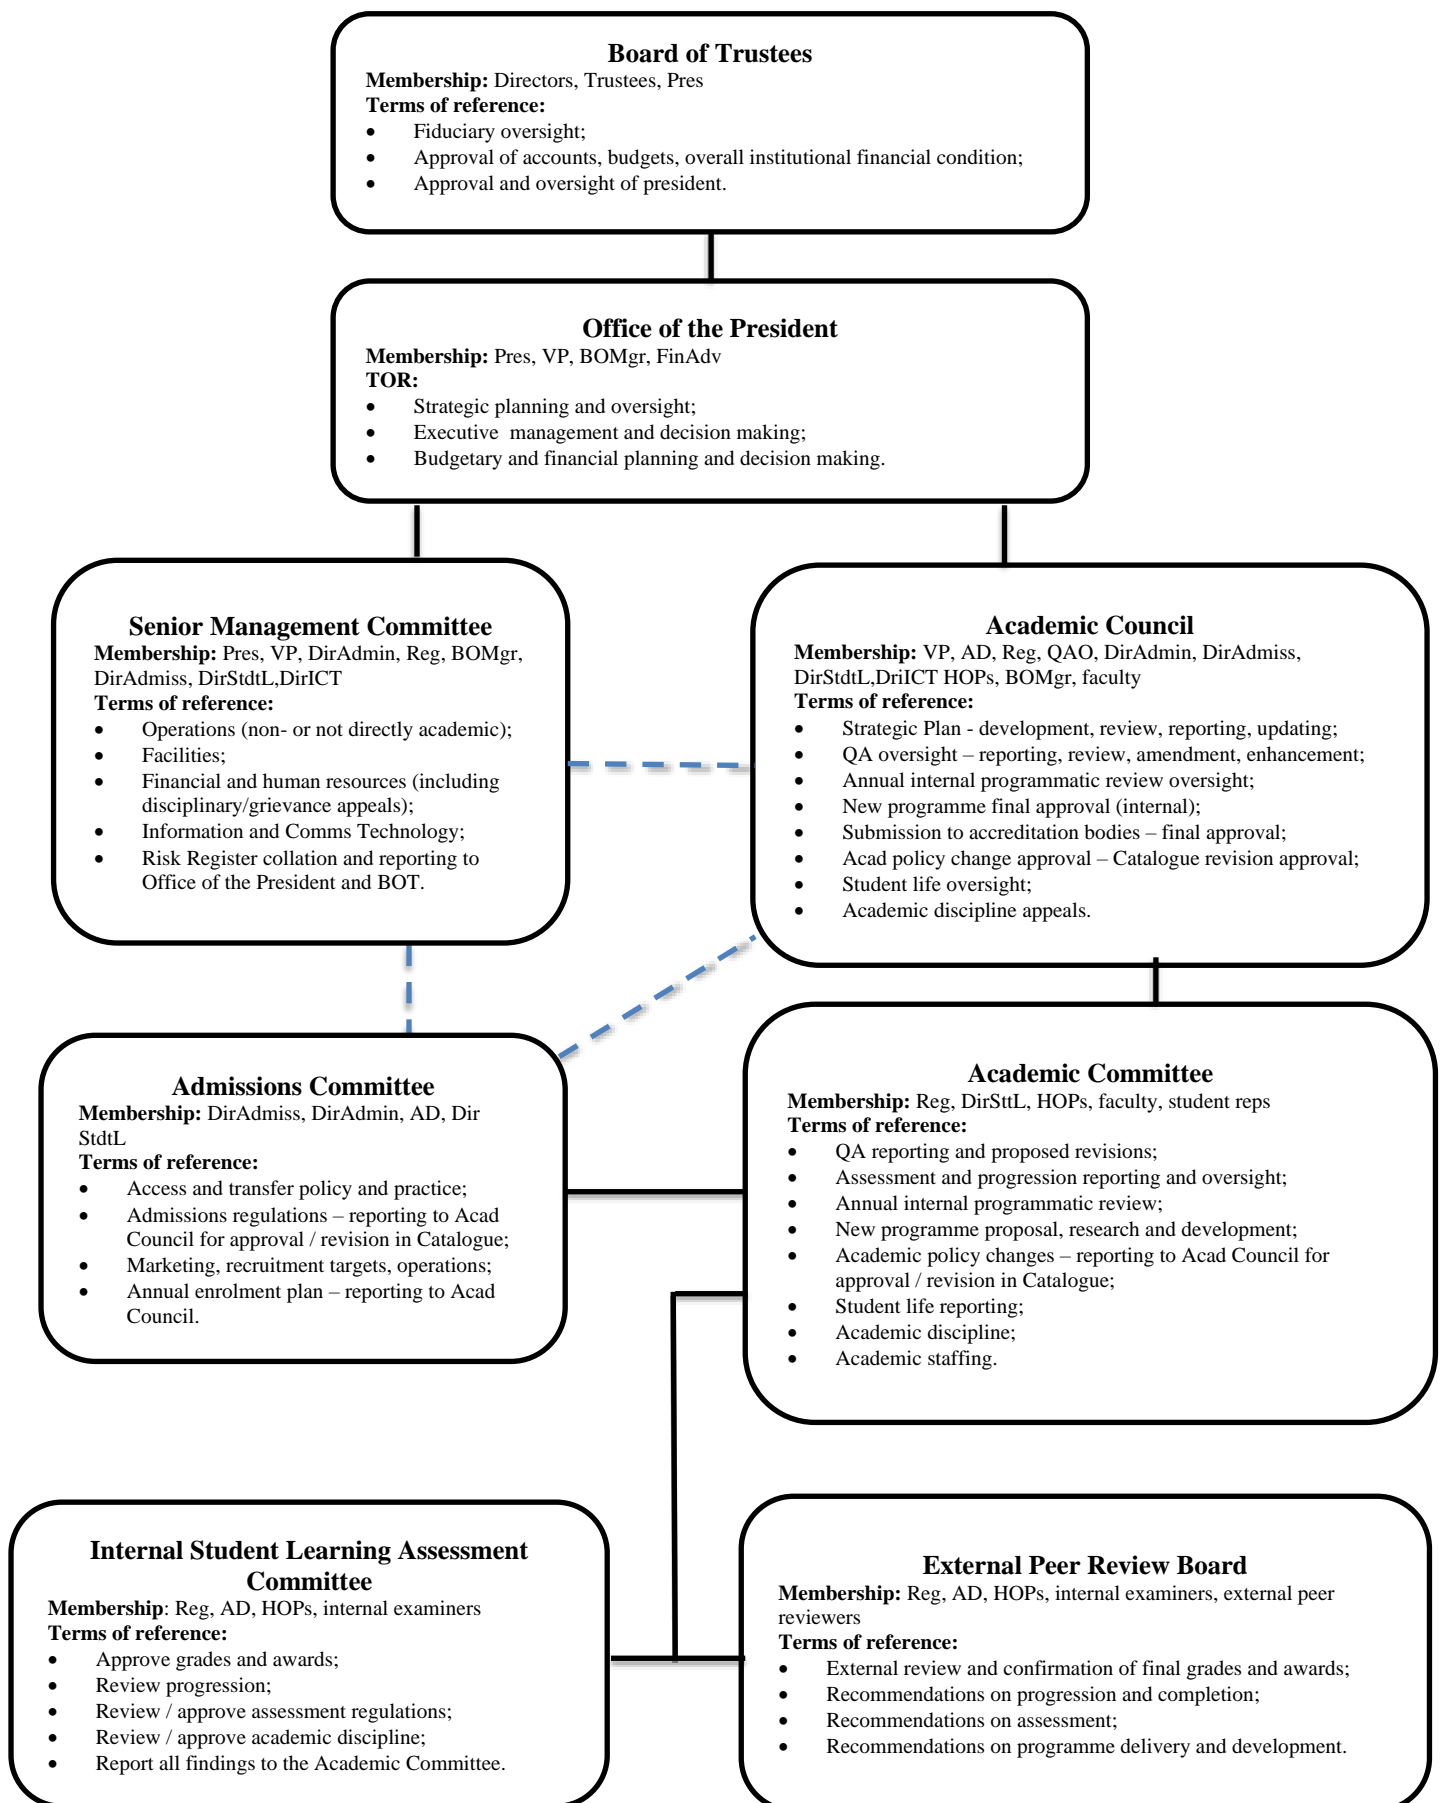 Board of Trustees
Membership: Directors, Trustees, Pres
Terms of reference:
• Fiduciary oversight;
• Approval of accounts, budgets, overall institutional financial condition;
• Approval and oversight of president.
Office of the President
Membership: Pres, VP, BOMgr, FinAdv
TOR:
• Strategic planning and oversight;
• Executive  management and decision making;
• Budgetary and financial planning and decision making.
Senior Management Committee
Membership: Pres, VP, DirAdmin, Reg, BOMgr,
DirAdmiss, DirStdtL,DirICT
Terms of reference:
• Operations (non- or not directly academic);
• Facilities;
• Financial and human resources (including
disciplinary/grievance appeals);
• Information and Comms Technology;
• Risk Register collation and reporting to
Office of the President and BOT.
Academic Council
Membership: VP, AD, Reg, QAO, DirAdmin, DirAdmiss,
DirStdtL,DriICT HOPs, BOMgr, faculty
Terms of reference:
• Strategic Plan - development, review, reporting, updating;
• QA oversight – reporting, review, amendment, enhancement;
• Annual internal programmatic review oversight;
• New programme final approval (internal);
• Submission to accreditation bodies – final approval;
• Acad policy change approval – Catalogue revision approval;
• Student life oversight;
• Academic discipline appeals.
Admissions Committee
Membership: DirAdmiss, DirAdmin, AD, Dir
StdtL
Terms of reference:
• Access and transfer policy and practice;
• Admissions regulations – reporting to Acad
Council for approval / revision in Catalogue;
• Marketing, recruitment targets, operations;
• Annual enrolment plan – reporting to Acad
Council.
Academic Committee
Membership: Reg, DirSttL, HOPs, faculty, student reps
Terms of reference:
• QA reporting and proposed revisions;
• Assessment and progression reporting and oversight;
• Annual internal programmatic review;
• New programme proposal, research and development;
• Academic policy changes – reporting to Acad Council for
approval / revision in Catalogue;
• Student life reporting;
• Academic discipline;
• Academic staffing.
Internal Student Learning Assessment
Committee
Membership: Reg, AD, HOPs, internal examiners
Terms of reference:
• Approve grades and awards;
• Review progression;
• Review / approve assessment regulations;
• Review / approve academic discipline;
• Report all findings to the Academic Committee.
External Peer Review Board
Membership: Reg, AD, HOPs, internal examiners, external peer
reviewers
Terms of reference:
• External review and confirmation of final grades and awards;
• Recommendations on progression and completion;
• Recommendations on assessment;
• Recommendations on programme delivery and development.